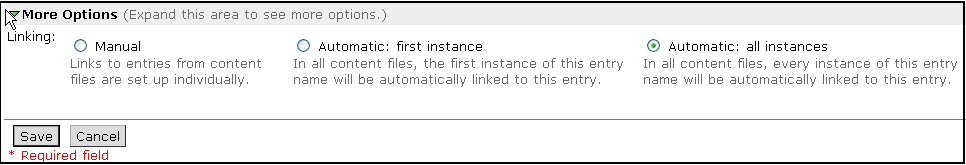 More Options (Expand this area to see more options.)
Linking:
Manual
Links to entries from content
files are set up individually.
Automatic: first instance
In all content files, the first instance of this entry
name will be automatically linked to this entry.
Automatic: all instances
In all content files, every instance of this entry
name will be automatically linked to this entry.
Save Cancel
* Required field